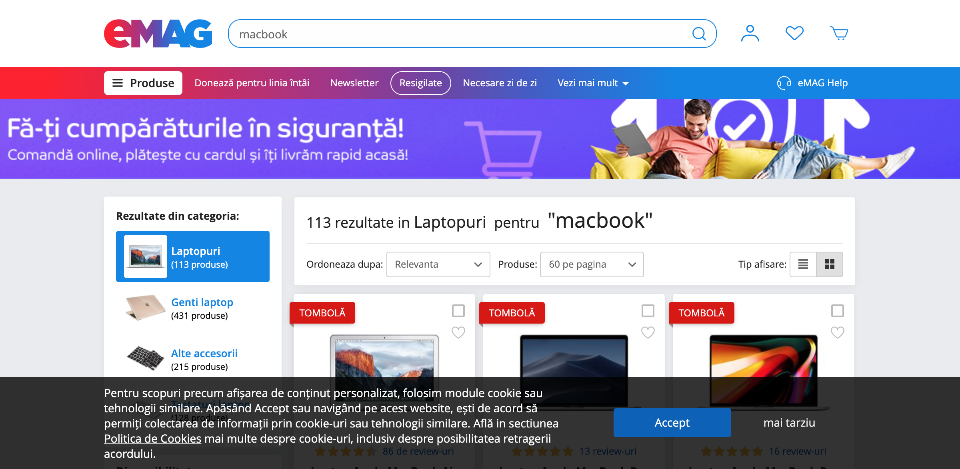 eMAG
macbook
Produse
Donează pentru linia întâi
Newsletter
Resigilate
Necesare zi de zi
Vezi mai mult
eMAG Help
Fă-ți cumpărăturile în siguranță!
Comandă online, plătește cu cardul și îți livrăm rapid acasă!
Rezultate din categoria:
Laptopuri
(113 produse)
Genti laptop
(431 produse)
Alte accesorii
(215 produse)
113 rezultate in Laptopuri pentru "macbook"
Ordoneaza dupa:
Relevanta
Produse:
60 pe pagina
Tip afisare:
TOMBOLĂ
TOMBOLĂ
TOMBOLĂ
Pentru scopuri precum afișarea de conținut personalizat, folosim module cookie sau
tehnologii similare. Apăsând Accept sau navigând pe acest website, ești de acord să
permiți colectarea de informații prin cookie-uri sau tehnologii similare. Află in sectiunea
Politica de Cookies mai multe despre cookie-uri, inclusiv despre posibilitatea retragerii
acordului.
Accept
mai tarziu
86 de review-uri
13 review-uri
16 review-uri